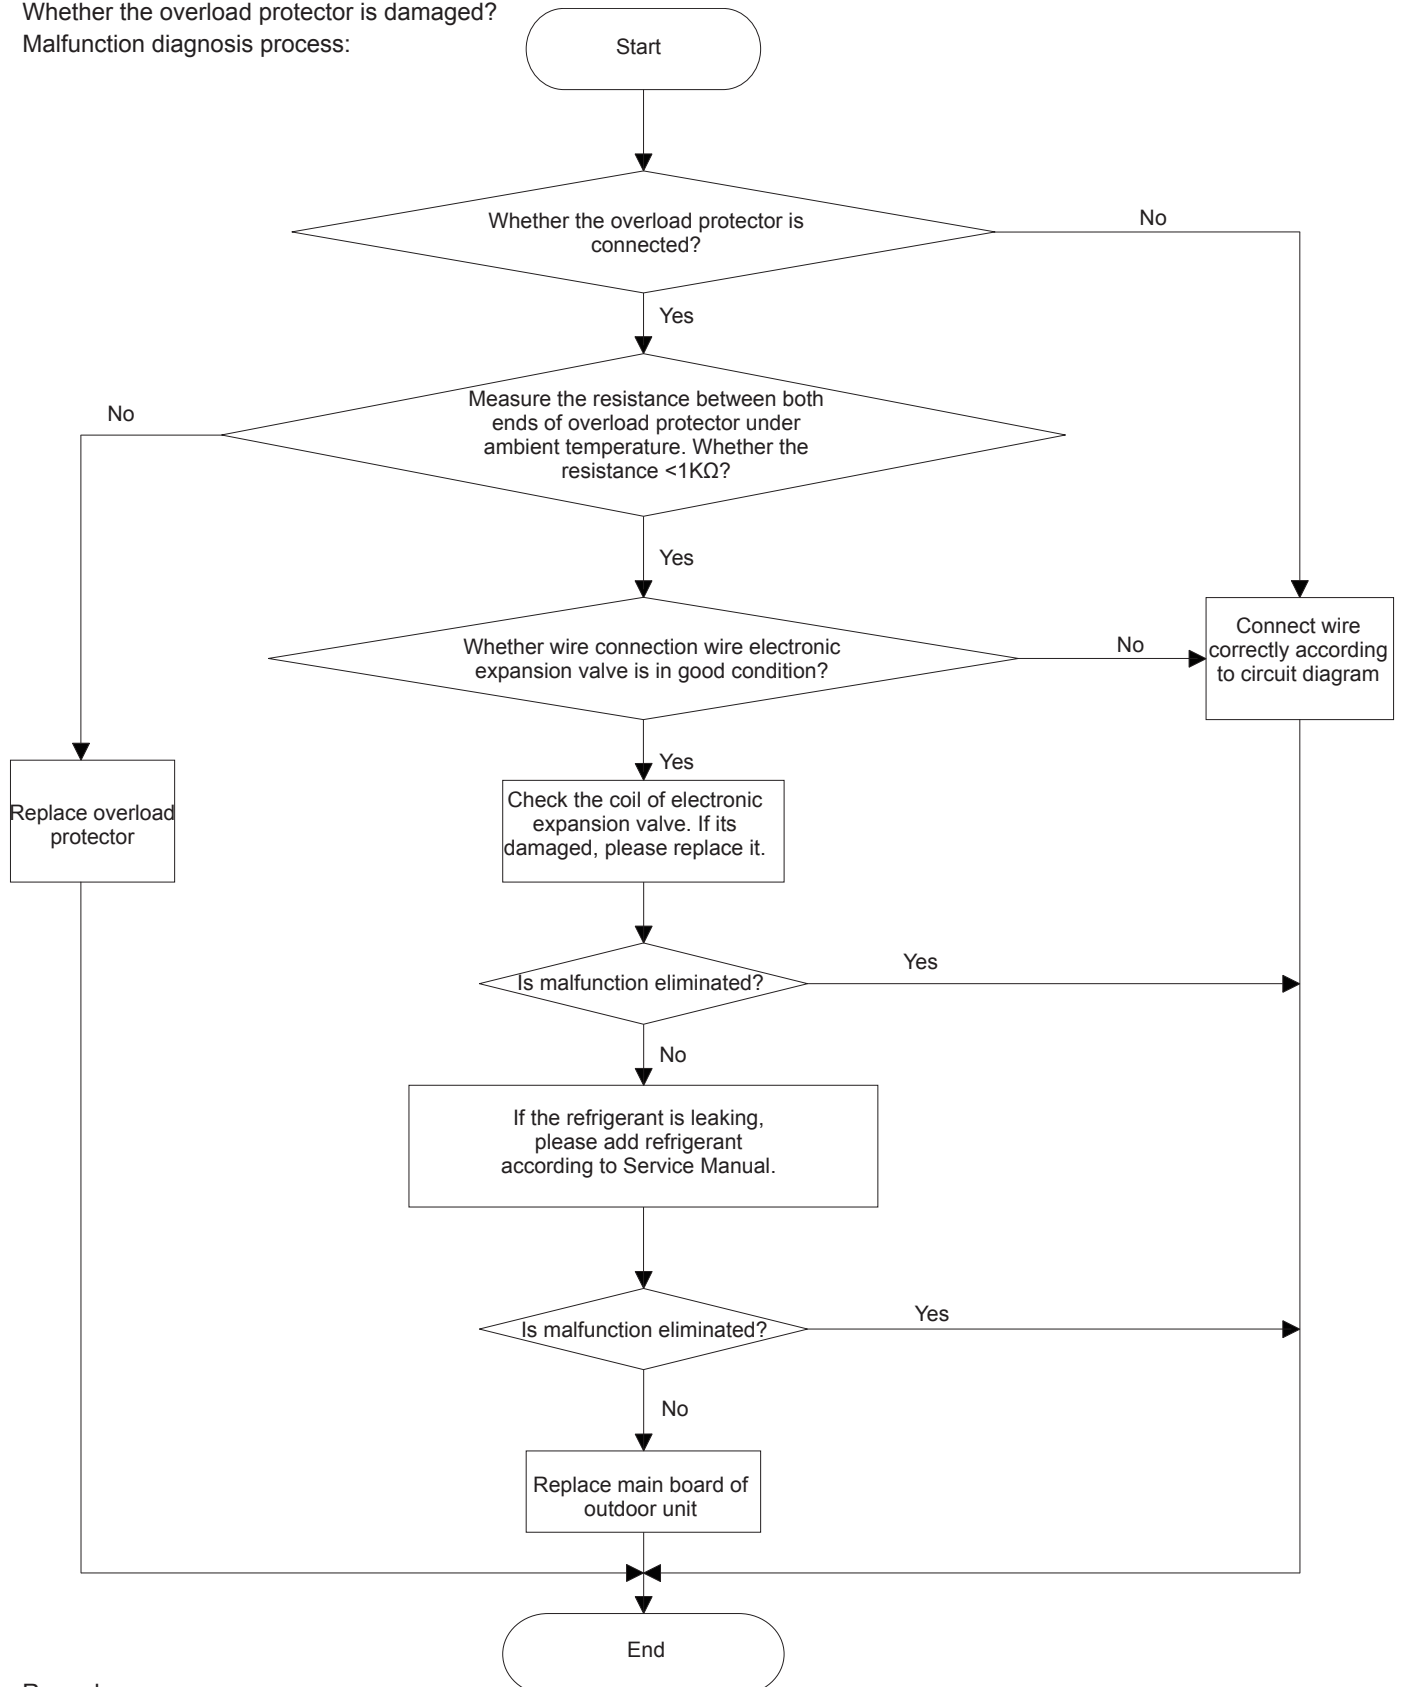 Whether the overload protector is damaged?
Malfunction diagnosis process:
Start
Whether the overload protector is
connected?
No
Yes
Measure the resistance between both
ends of overload protector under
ambient temperature. Whether the
resistance <1KΩ?
No
Yes
Whether wire connection wire electronic
expansion valve is in good condition?
No
Connect wire
correctly according
to circuit diagram
Yes
Replace overload
protector
Check the coil of electronic
expansion valve. If its
damaged, please replace it.
Is malfunction eliminated?
Yes
No
If the refrigerant is leaking,
please add refrigerant
according to Service Manual.
Is malfunction eliminated?
Yes
No
Replace main board of
outdoor unit
End